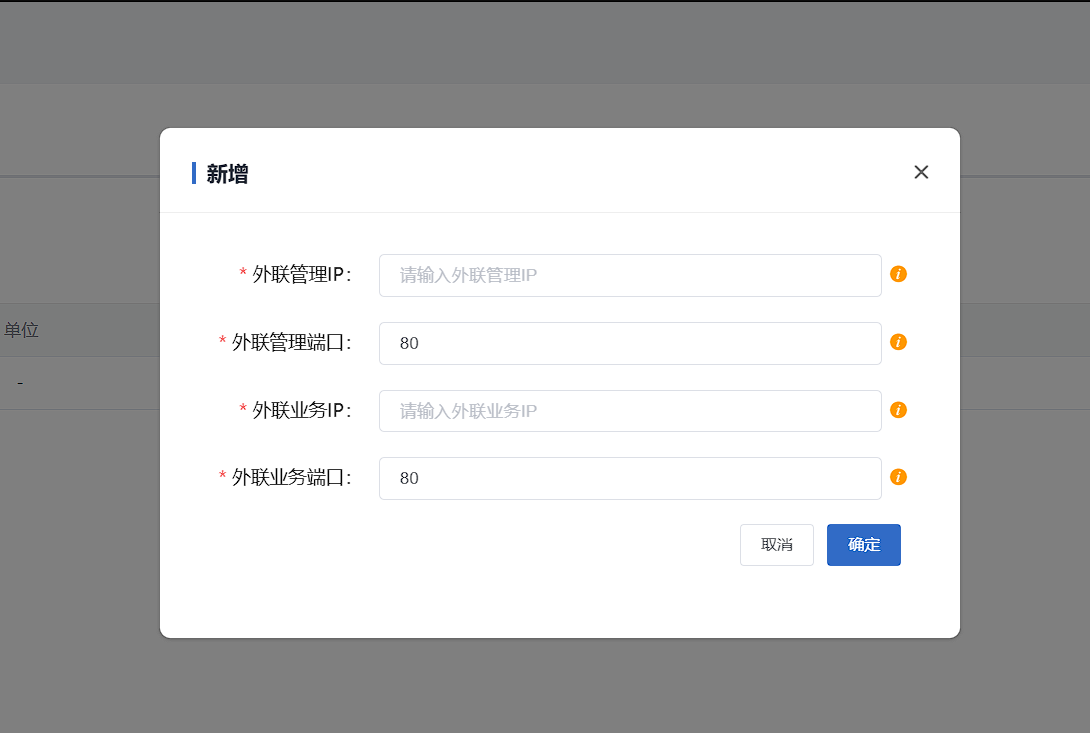 新增
* 外联管理IP: 请输入外联管理IP
* 外联管理端口: 80
* 外联业务IP: 请输入外联业务IP
* 外联业务端口: 80
取消 确定
单位
-